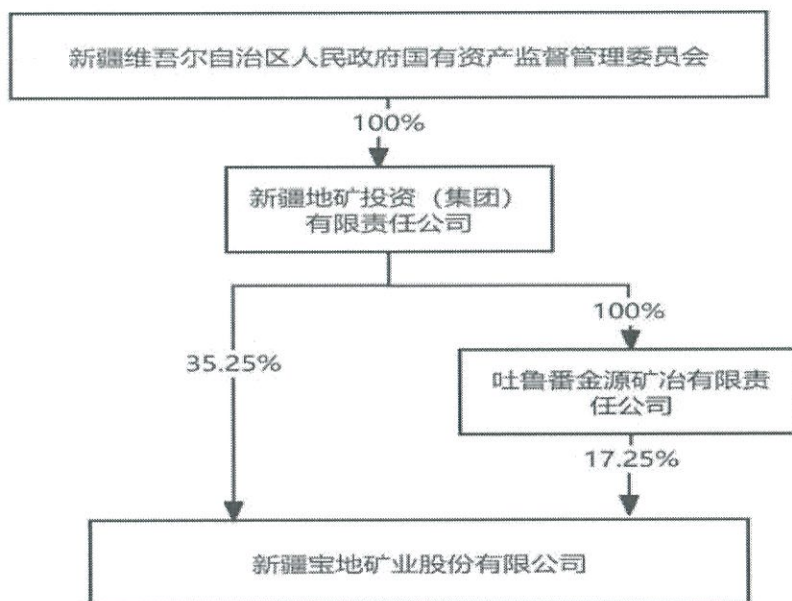 新疆维吾尔自治区人民政府国有资产监督管理委员会
100%
新疆地矿投资（集团）
有限责任公司
100%
35.25%
吐鲁番金源矿冶有限责
任公司
17.25%
新疆宝地矿业股份有限公司